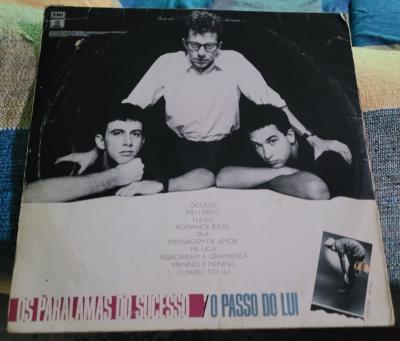 EMI
ÓCULOS
MEU ERRO
FUI EU
ROMANCE IDEAL
SKA
MENSAGEM DE AMOR
ME LIGA
ASSALTARAM A GRAMÁTICA
MENINO E MENINA
O PASSO DO LUI
OS PARALAMAS DO SUCESSO / O PASSO DO LUI